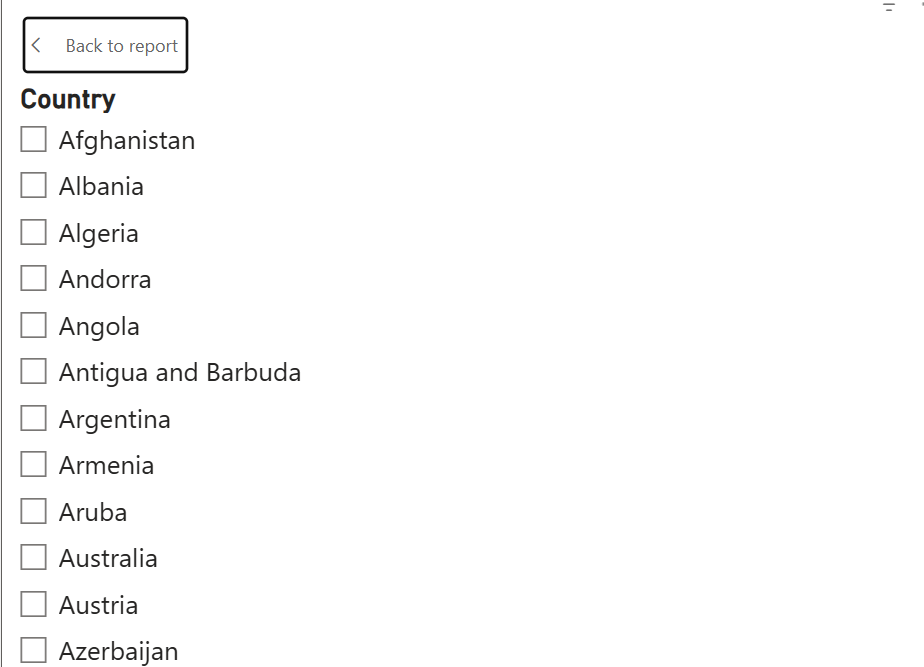 Back to report
Country
Afghanistan
Albania
Algeria
Andorra
Angola
Antigua and Barbuda
Argentina
Armenia
Aruba
Australia
Austria
Azerbaijan